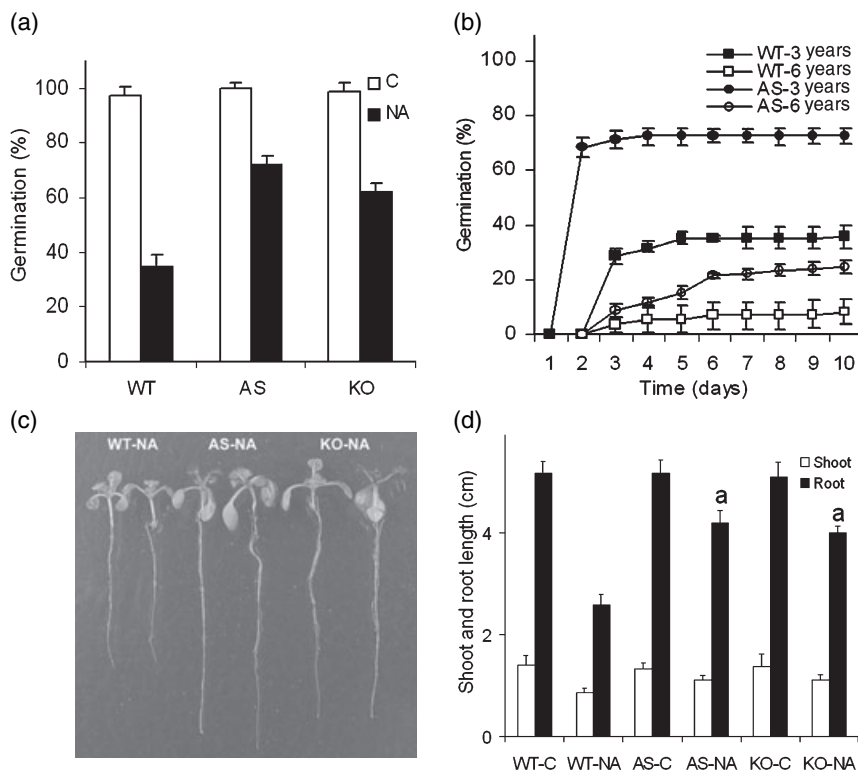 (a)
Germination (%)
100
80
60
40
20
0
C
NA
WT AS KO
(b)
Germination (%)
100
80
60
40
20
0
WT-3 years
WT-6 years
AS-3 years
AS-6 years
1 2 3 4 5 6 7 8 9 10
Time (days)
(c)
WT-NA AS-NA KO-NA
(d)
Shoot and root length (cm)
4
2
0
Shoot
Root
a
a
WT-C WT-NA AS-C AS-NA KO-C KO-NA